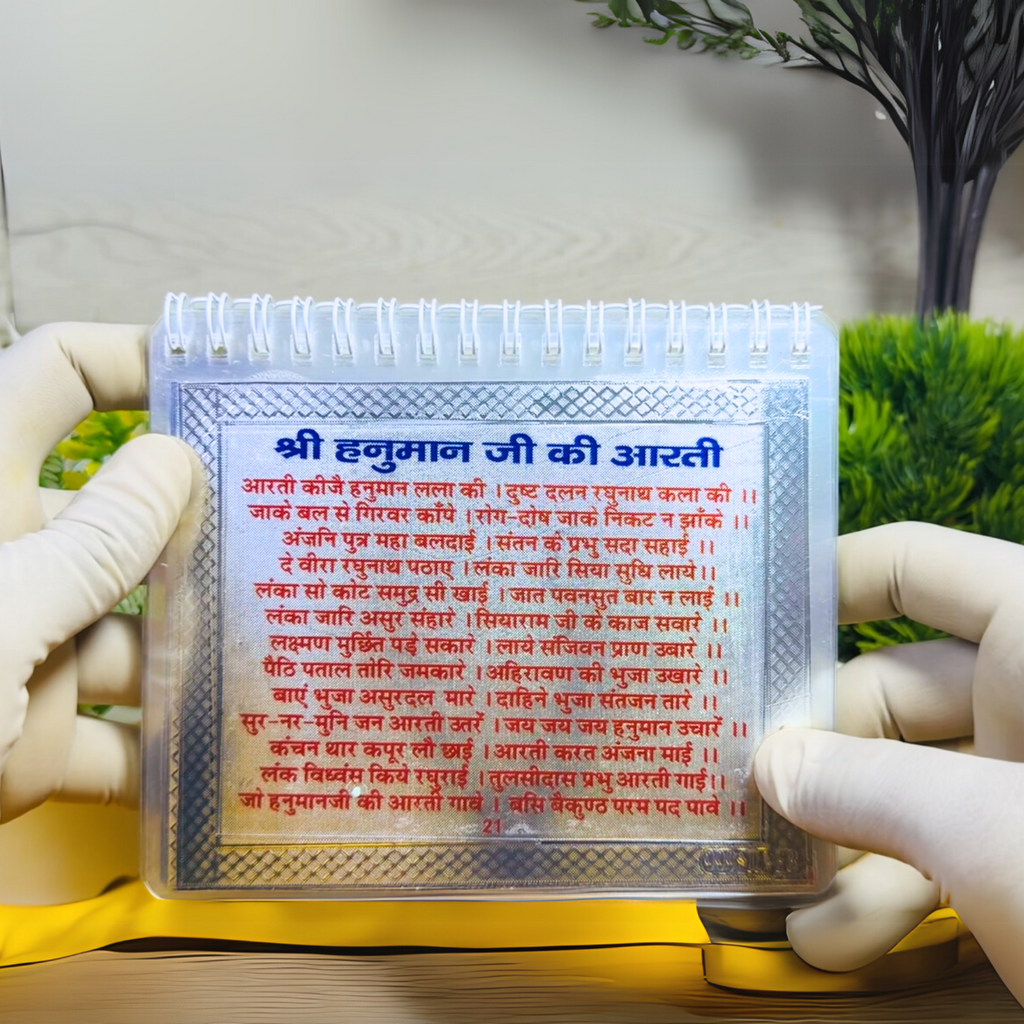 श्री हनुमान जी की आरती
आरती कीजै हनुमान लला की । दुष्ट दलन रघुनाथ कला की ।।
जाके बल से गिरवर काँपे । रोग-दोष जाके निकट न झाँके ।।
अंजनि पुत्र महा बलदाई । संतन के प्रभु सदा सहाई ।।
दे वीरा रघुनाथ पठाए । लंका जारि सिया सुधि लाये।।
लंका सो कोट समुद्र सी खाई । जात पवनसुत बार न लाई ।।
लंका जारि असुर संहारे । सियाराम जी के काज सवारे ।।
लक्ष्मण मुर्छित पड़े सकारे । लाये संजिवन प्राण उबारे ।।
पैठि पताल तोरि जमकारे । अहिरावण की भुजा उखारे ।।
बाएं भुजा असुरदल मारे । दाहिने भुजा संतजन तारे ।।
सुर-नर-मुनि जन आरती उतरें । जय जय जय हनुमान उचारें ।।
कंचन थार कपूर लौ छाई । आरती करत अंजना माई ।।
लंक विध्वंस किये रघुराई । तुलसीदास प्रभु आरती गाई।।
जो हनुमानजी की आरती गावे । बसि बैकुण्ठ परम पद पावे ।।
21